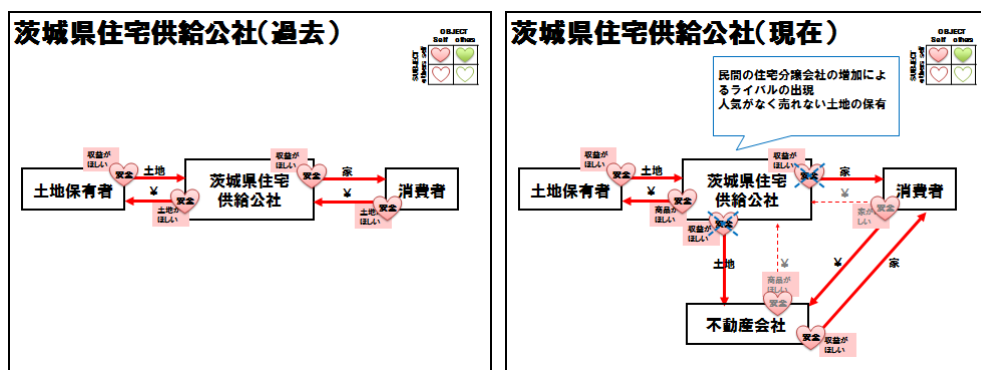 茨城県住宅供給公社(過去)
OBJECT
Self others
SUBJECT
others self
収益が
ほしい
安全
土地
収益が
ほしい
安全
家
土地保有者
茨城県住宅
供給公社
消費者
¥
安全
土地が
ほしい
¥
土地が
ほしい
安全
茨城県住宅供給公社(現在)
OBJECT
Self others
SUBJECT
others self
民間の住宅分譲会社の増加によ
るライバルの出現
人気がなく売れない土地の保有
収益が
ほしい
安全
土地
収益が
ほしい
安全
家
土地保有者
茨城県住宅
供給公社
消費者
¥
商品が
ほしい
安全
¥
安全
収益が
ほしい
安全
土地
¥
商品が
ほしい
安全
¥
家
不動産会社
安全
収益が
ほしい